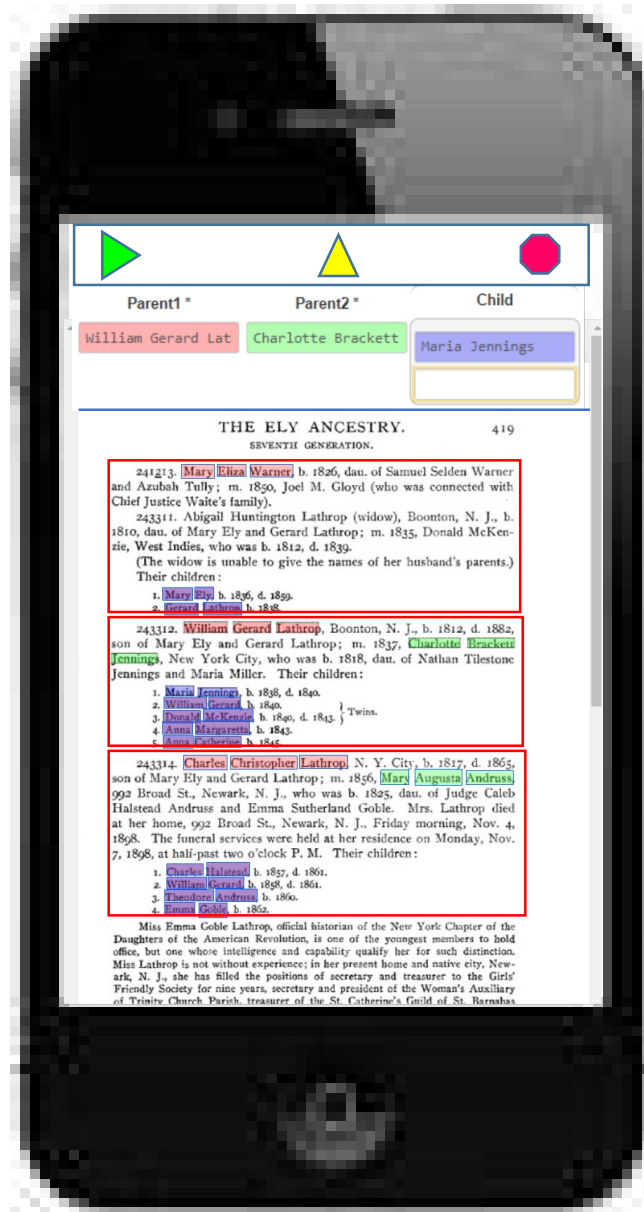 Parent1 *
Parent2 *
Child
William Gerard Lat
Charlotte Brackett
Maria Jennings
THE ELY ANCESTRY.
419
SEVENTH GENERATION.
241213. Mary Eliza Warner, b. 1826, dau. of Samuel Selden Warner
and Azubah Tully; m. 1850, Joel M. Gloyd (who was connected with
Chief Justice Waite's family).
243311. Abigail Huntington Lathrop (widow), Boonton, N. J., b.
1810, dau. of Mary Ely and Gerard Lathrop; m. 1835, Donald McKen-
zie, West Indies, who was b. 1812, d. 1839.
(The widow is unable to give the names of her husband's parents.)
Their children:
1. Mary Ely, b. 1836, d. 1859.
2. Gerard Lathrop, b. 1838.
243312. William Gerard Lathrop, Boonton, N. J., b. 1812, d. 1882,
son of Mary Ely and Gerard Lathrop; m. 1837, Charlotte Brackett
Jennings, New York City, who was b. 1818, dau. of Nathan Tilestone
Jennings and Maria Miller. Their children:
1. Maria Jennings, b. 1838, d. 1840.
2. William Gerard, b. 1840.
3. Donald McKenzie, b. 1840, d. 1843. } Twins.
4. Anna Margaretta, b. 1843.
5. Anna Catherine, b. 1845.
243314. Charles Christopher Lathrop, N. Y. City, b. 1817, d. 1865,
son of Mary Ely and Gerard Lathrop; m. 1856, Mary Augusta Andruss,
992 Broad St., Newark, N. J., who was b. 1825, dau. of Judge Caleb
Halstead Andruss and Emma Sutherland Goble. Mrs. Lathrop died
at her home, 992 Broad St., Newark, N. J., Friday morning, Nov. 4,
1898. The funeral services were held at her residence on Monday, Nov.
7, 1898, at half-past two o'clock P. M. Their children:
1. Charles Halstead, b. 1857, d. 1861.
2. William Gerard, b. 1858, d. 1861.
3. Theodore Andruss, b. 1860.
4. Emma Goble, b. 1862.
Miss Emma Goble Lathrop, official historian of the New York Chapter of the
Daughters of the American Revolution, is one of the youngest members to hold
office, but one whose intelligence and capability qualify her for such distinction.
Miss Lathrop is not without experience; in her present home and native city, New-
ark, N. J., she has filled the positions of secretary and treasurer to the Girls'
Friendly Society for nine years, secretary and president of the Woman's Auxiliary
of Trinity Church Parish, treasurer of the St. Catherine's Guild of St. Barnabas